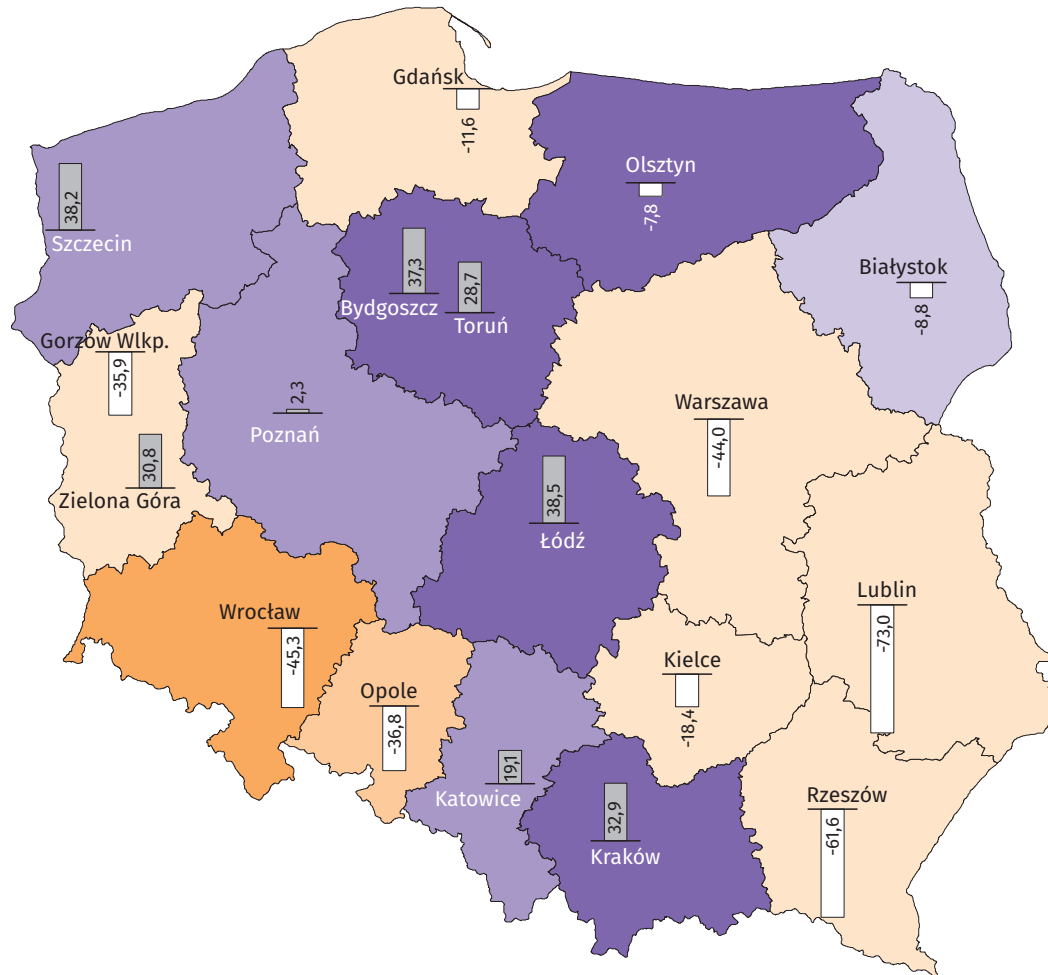 Gdańsk
-11,6
Olsztyn
-7,8
38,2
Szczecin
Białystok
-8,8
37,3
Bydgoszcz
28,7
Toruń
Gorzów Wlkp.
-35,9
2,3
Poznań
Warszawa
-44,0
30,8
Zielona Góra
38,5
Łódź
Lublin
-73,0
Wrocław
-45,3
Kielce
-18,4
Opole
-36,8
19,1
Katowice
32,9
Kraków
Rzeszów
-61,6